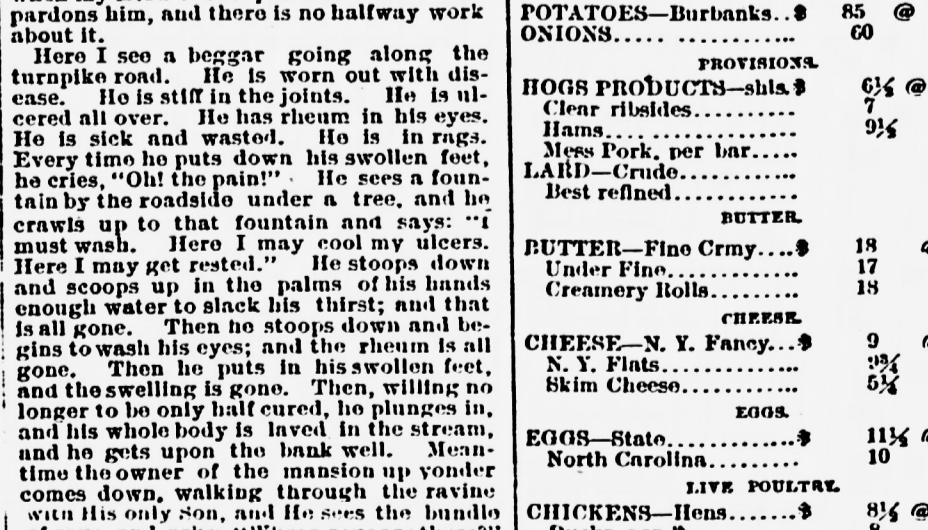 pardons him, and there is no halfway work
about it.
Here I see a beggar going along the
turnpike road. He is worn out with dis-
ease. He is stiff in the joints. He is ul-
cered all over. He has rheum in his eyes.
He is sick and wasted. He is in rags.
Every time he puts down his swollen feet,
he cries, "Oh! the pain!" He sees a foun-
tain by the roadside under a tree, and he
crawls up to that fountain and says: "I
must wash. Here I may cool my ulcers.
Here I may get rested." He stoops down
and scoops up in the palms of his hands
enough water to slack his thirst; and that
is all gone. Then he stoops down and be-
gins to wash his eyes; and the rheum is all
gone. Then he puts in his swollen feet,
and the swelling is gone. Then, willing no
longer to be only half cured, he plunges in,
and his whole body is laved in the stream,
and he gets upon the bank well. Mean-
time the owner of the mansion up yonder
comes down, walking through the ravine
with His only Son, and He sees the bundle
POTATOES—Burbanks..$ 85 @
ONIONS..... ............ 60
PROVISIONS.
HOGS PRODUCTS—shls.$ 6½ @
Clear ribsides.......... 7
Hams................... 9½
Mess Pork, per bar.....
LARD—Crude............
Best refined............
BUTTER.
BUTTER—Fine Crmy....$ 18
Under Fine............. 17
Creamery Rolls......... 18
CHEESE.
CHEESE—N. Y. Fancy...$ 9
N. Y. Flats............. 9¾
Skim Cheese............ 5½
EGGS.
EGGS—State............$ 11½
North Carolina......... 10
LIVE POULTRY.
CHICKENS—Hens.......$ 8½ @